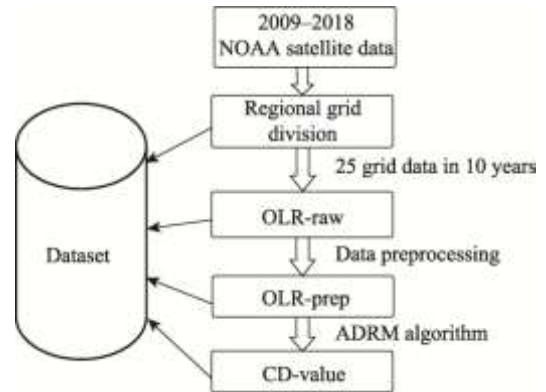 2009–2018
NOAA satellite data
Regional grid
division
25 grid data in 10 years
OLR-raw
Data preprocessing
Dataset
OLR-prep
ADRM algorithm
CD-value